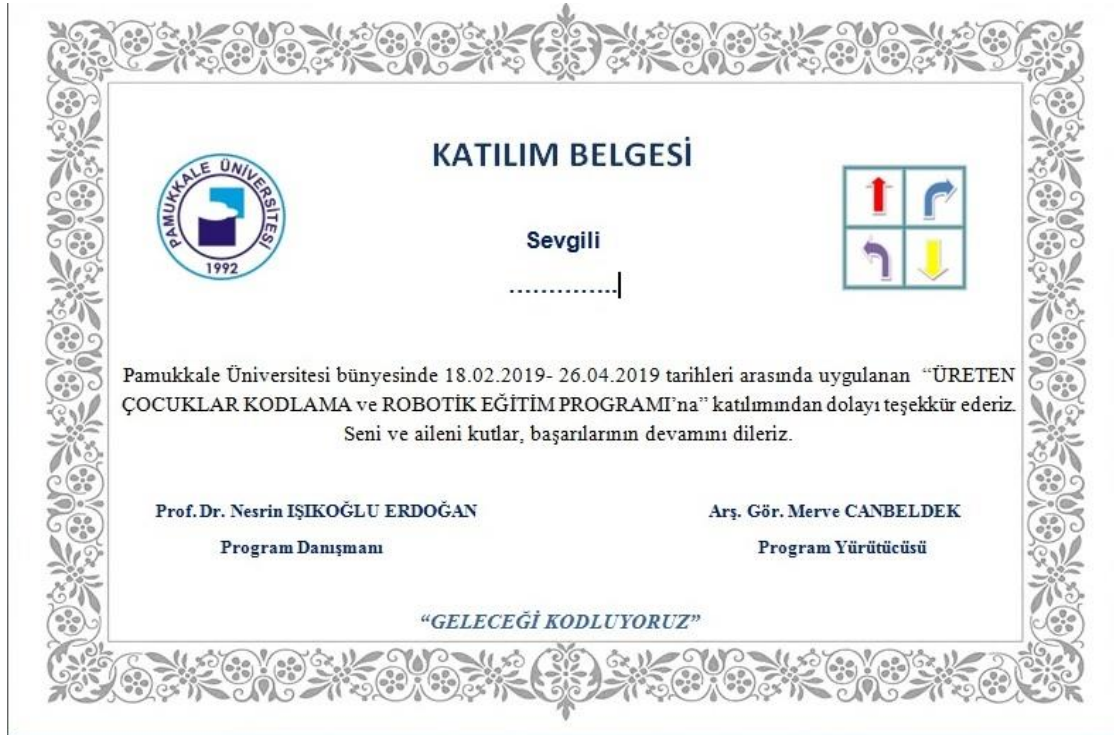 KATILIM BELGESİ
PAMUKKALE ÜNİVERSİTESİ
1992
Sevgili
..............
Pamukkale Üniversitesi bünyesinde 18.02.2019- 26.04.2019 tarihleri arasında uygulanan “ÜRETEN
ÇOCUKLAR KODLAMA ve ROBOTİK EĞİTİM PROGRAMI’na” katılımından dolayı teşekkür ederiz.
Seni ve aileni kutlar, başarılarının devamını dileriz.
Prof. Dr. Nesrin IŞIKOĞLU ERDOĞAN
Program Danışmanı
Arş. Gör. Merve CANBELDEK
Program Yürütücüsü
“GELECEĞİ KODLUYORUZ”